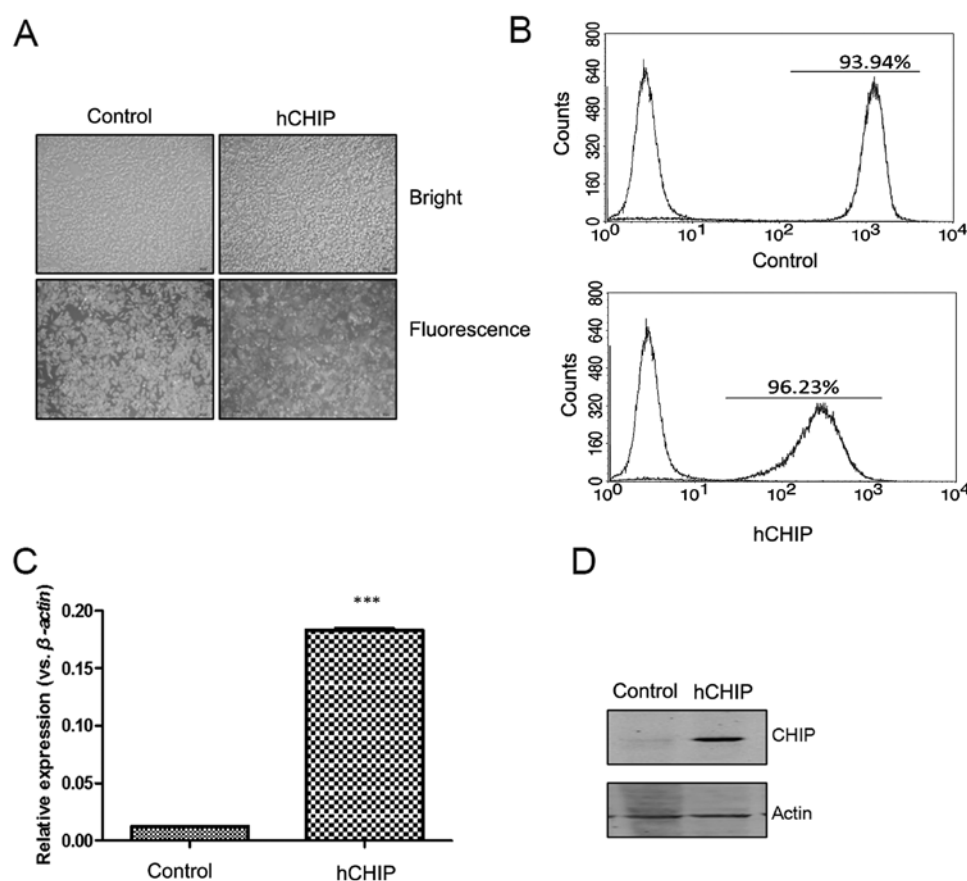 A
Control
hCHIP
Bright
Fluorescence
B
800
640
480
320
160
0
Counts
93.94%
10⁰
10¹
10²
10³
10⁴
Control
800
640
480
320
160
0
Counts
96.23%
10⁰
10¹
10²
10³
10⁴
hCHIP
C
Relative expression (vs. β-actin)
0.20
0.15
0.10
0.05
0.00
***
Control
hCHIP
D
Control hCHIP
CHIP
Actin